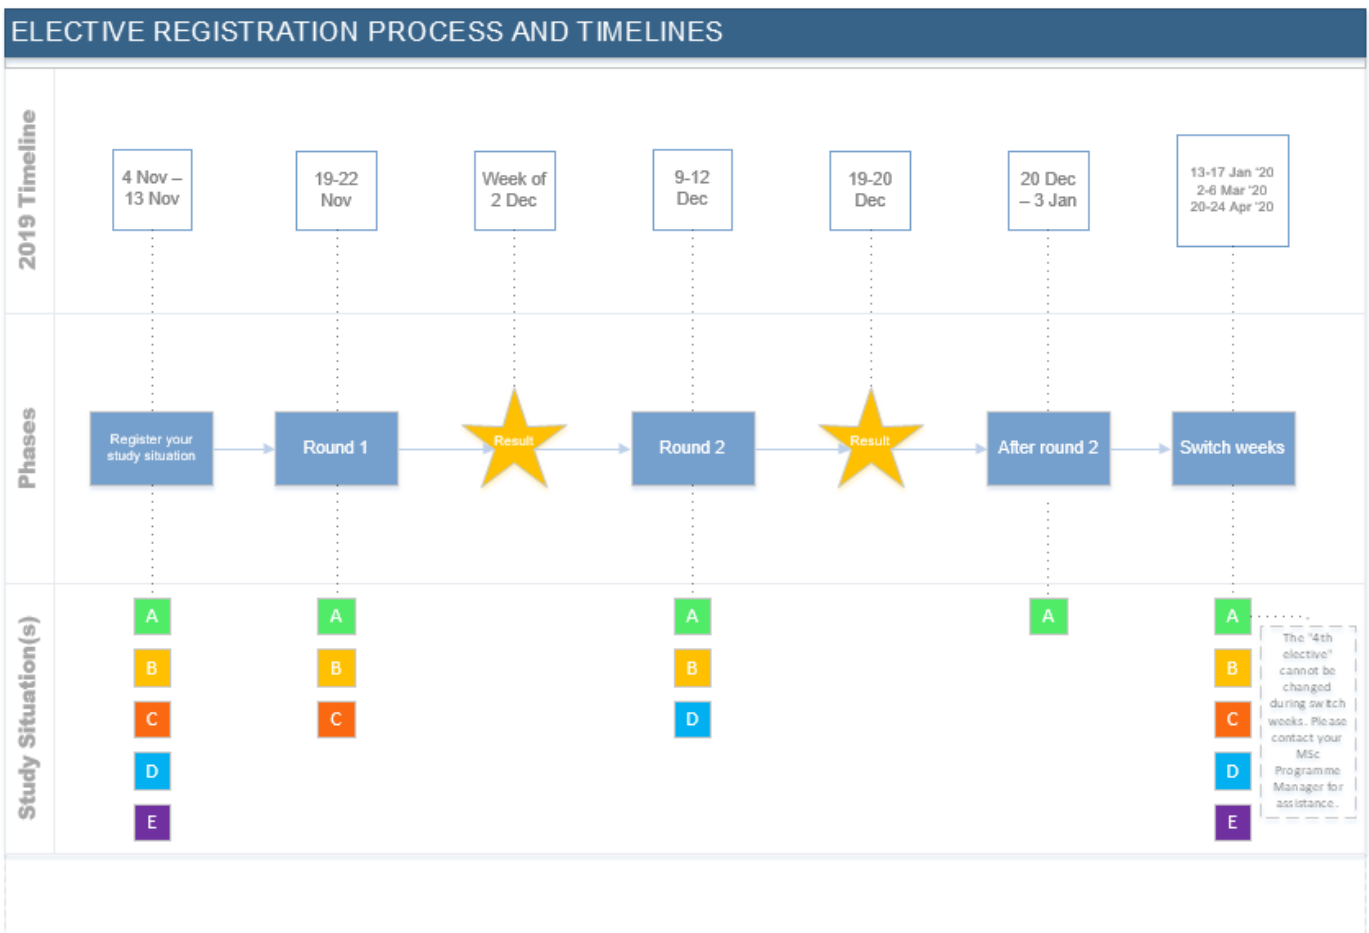 ELECTIVE REGISTRATION PROCESS AND TIMELINES
2019 Timeline
4 Nov –
13 Nov
19-22
Nov
Week of
2 Dec
9-12
Dec
19-20
Dec
20 Dec
– 3 Jan
13-17 Jan '20
2-6 Mar '20
20-24 Apr '20
Phases
Register your
study situation
Round 1
Result
Round 2
Result
After round 2
Switch weeks
Study Situation(s)
A
B
C
D
E
A
B
C
A
B
D
A
A
B
C
D
E
The "4th
elective"
cannot be
changed
during switch
weeks. Please
contact your
MSc
Programme
Manager for
assistance.